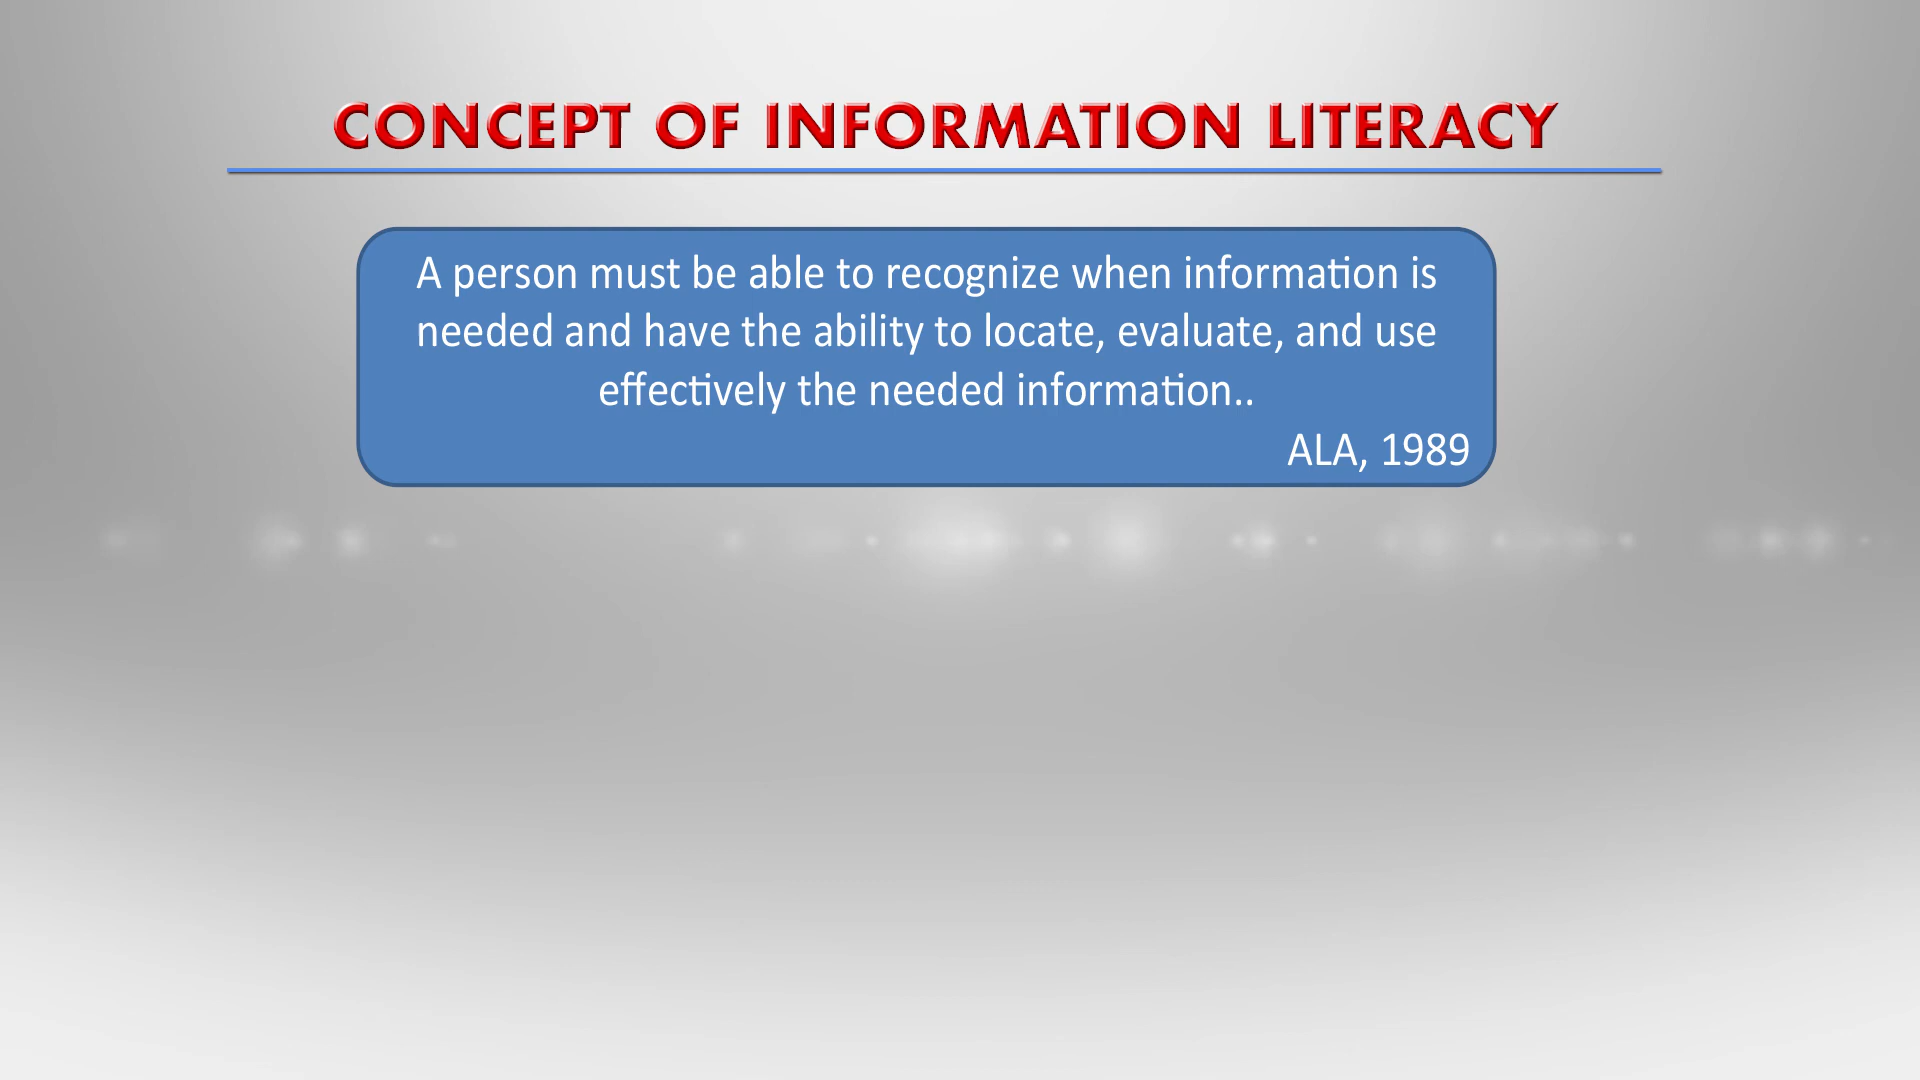 CONCEPT OF INFORMATION LITERACY
A person must be able to recognize when information is
needed and have the ability to locate, evaluate, and use
effectively the needed information..
ALA, 1989